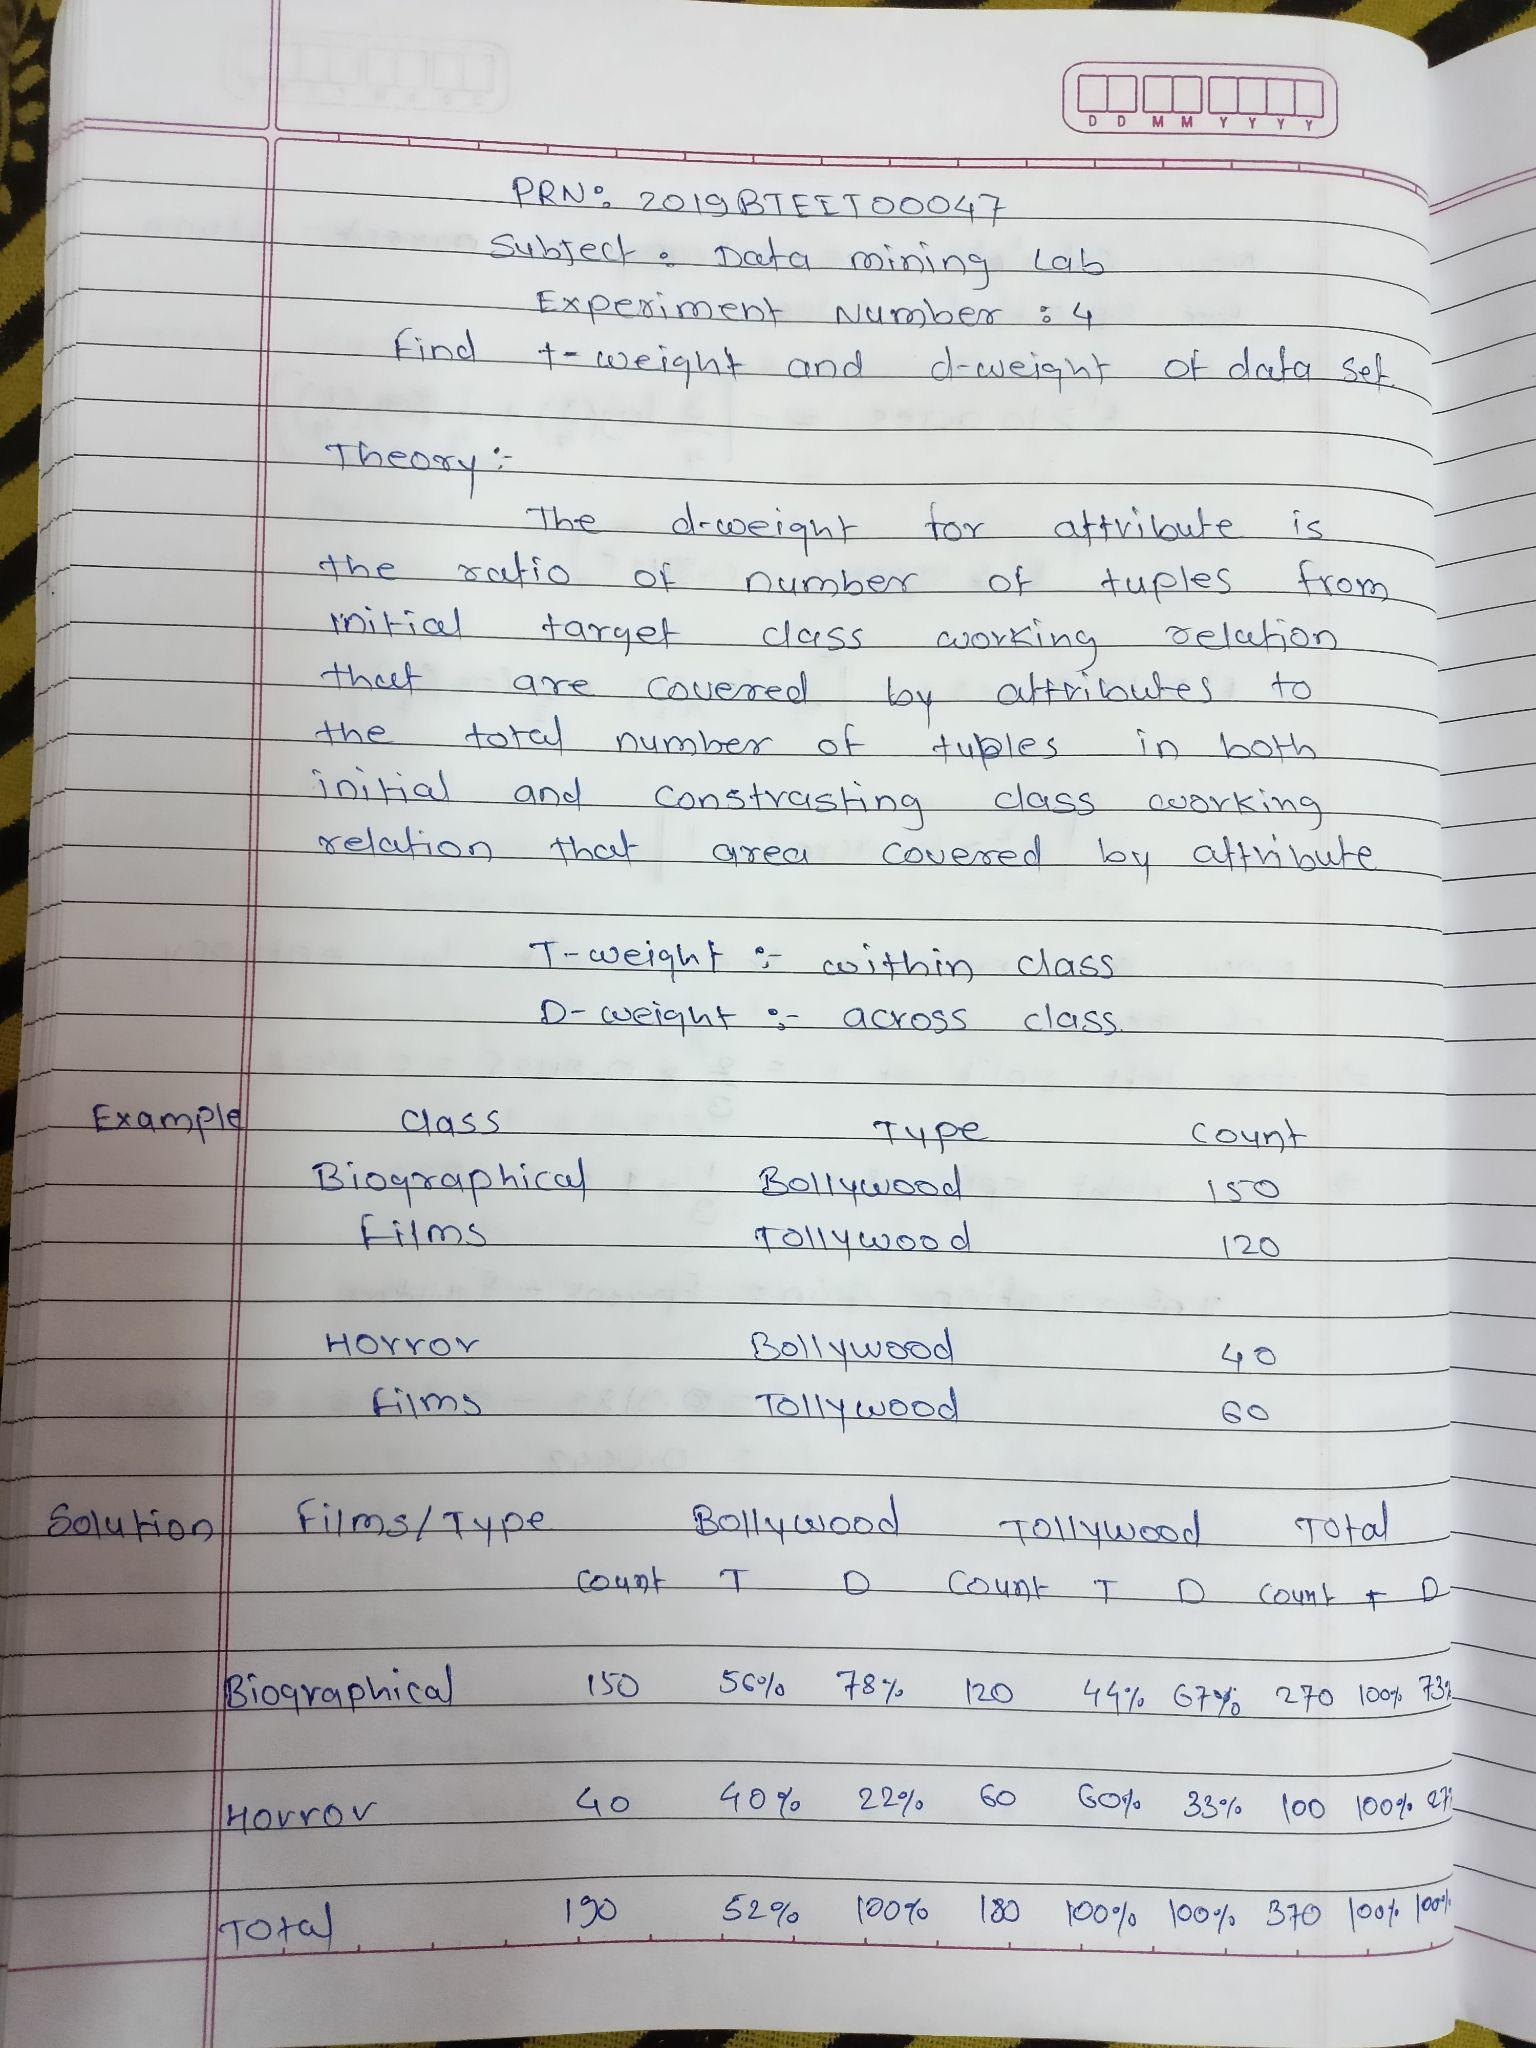 D D M M Y Y Y Y
PRN: 2019BTEIT00047
Subject : Data mining Lab
Experiment Number : 4
Find t-weight and d-weight of data set.
Theory :-
The d-weight for attribute is
the ratio of number of tuples from
initial target class working relation
that are covered by attributes to
the total number of tuples in both
initial and constrasting class working
relation that area covered by attribute
T-weight :- within class
D-weight :- across class.
Example Class Type Count
Biographical Bollywood 150
Films Tollywood 120
Horror Bollywood 40
Films Tollywood 60
Solution Films/Type Bollywood Tollywood Total
Count T D Count T D Count T D
Biographical 150 56% 78% 120 44% 67% 270 100% 73%
Horror 40 40% 22% 60 60% 33% 100 100% 27%
Total 190 52% 100% 180 100% 100% 370 100% 100%